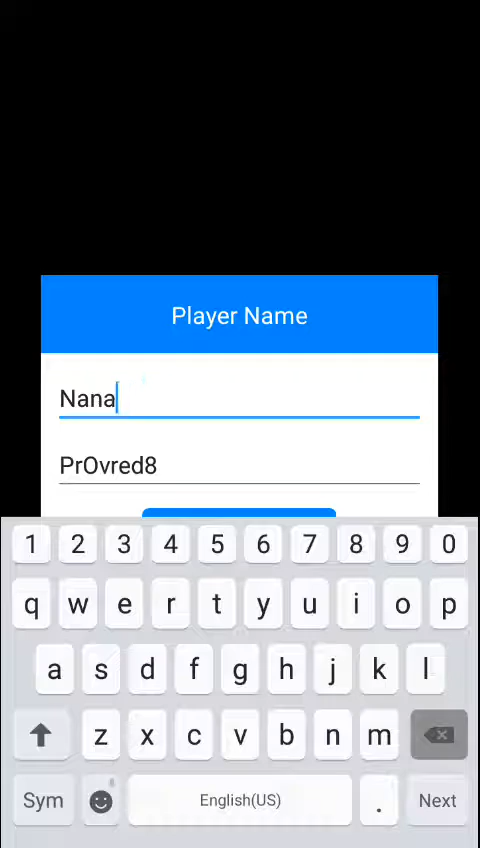 Player Name
Nana
PrOvred8
1 2 3 4 5 6 7 8 9 0
q w e r t y u i o p
a s d f g h j k l
z x c v b n m
Sym English(US) . Next